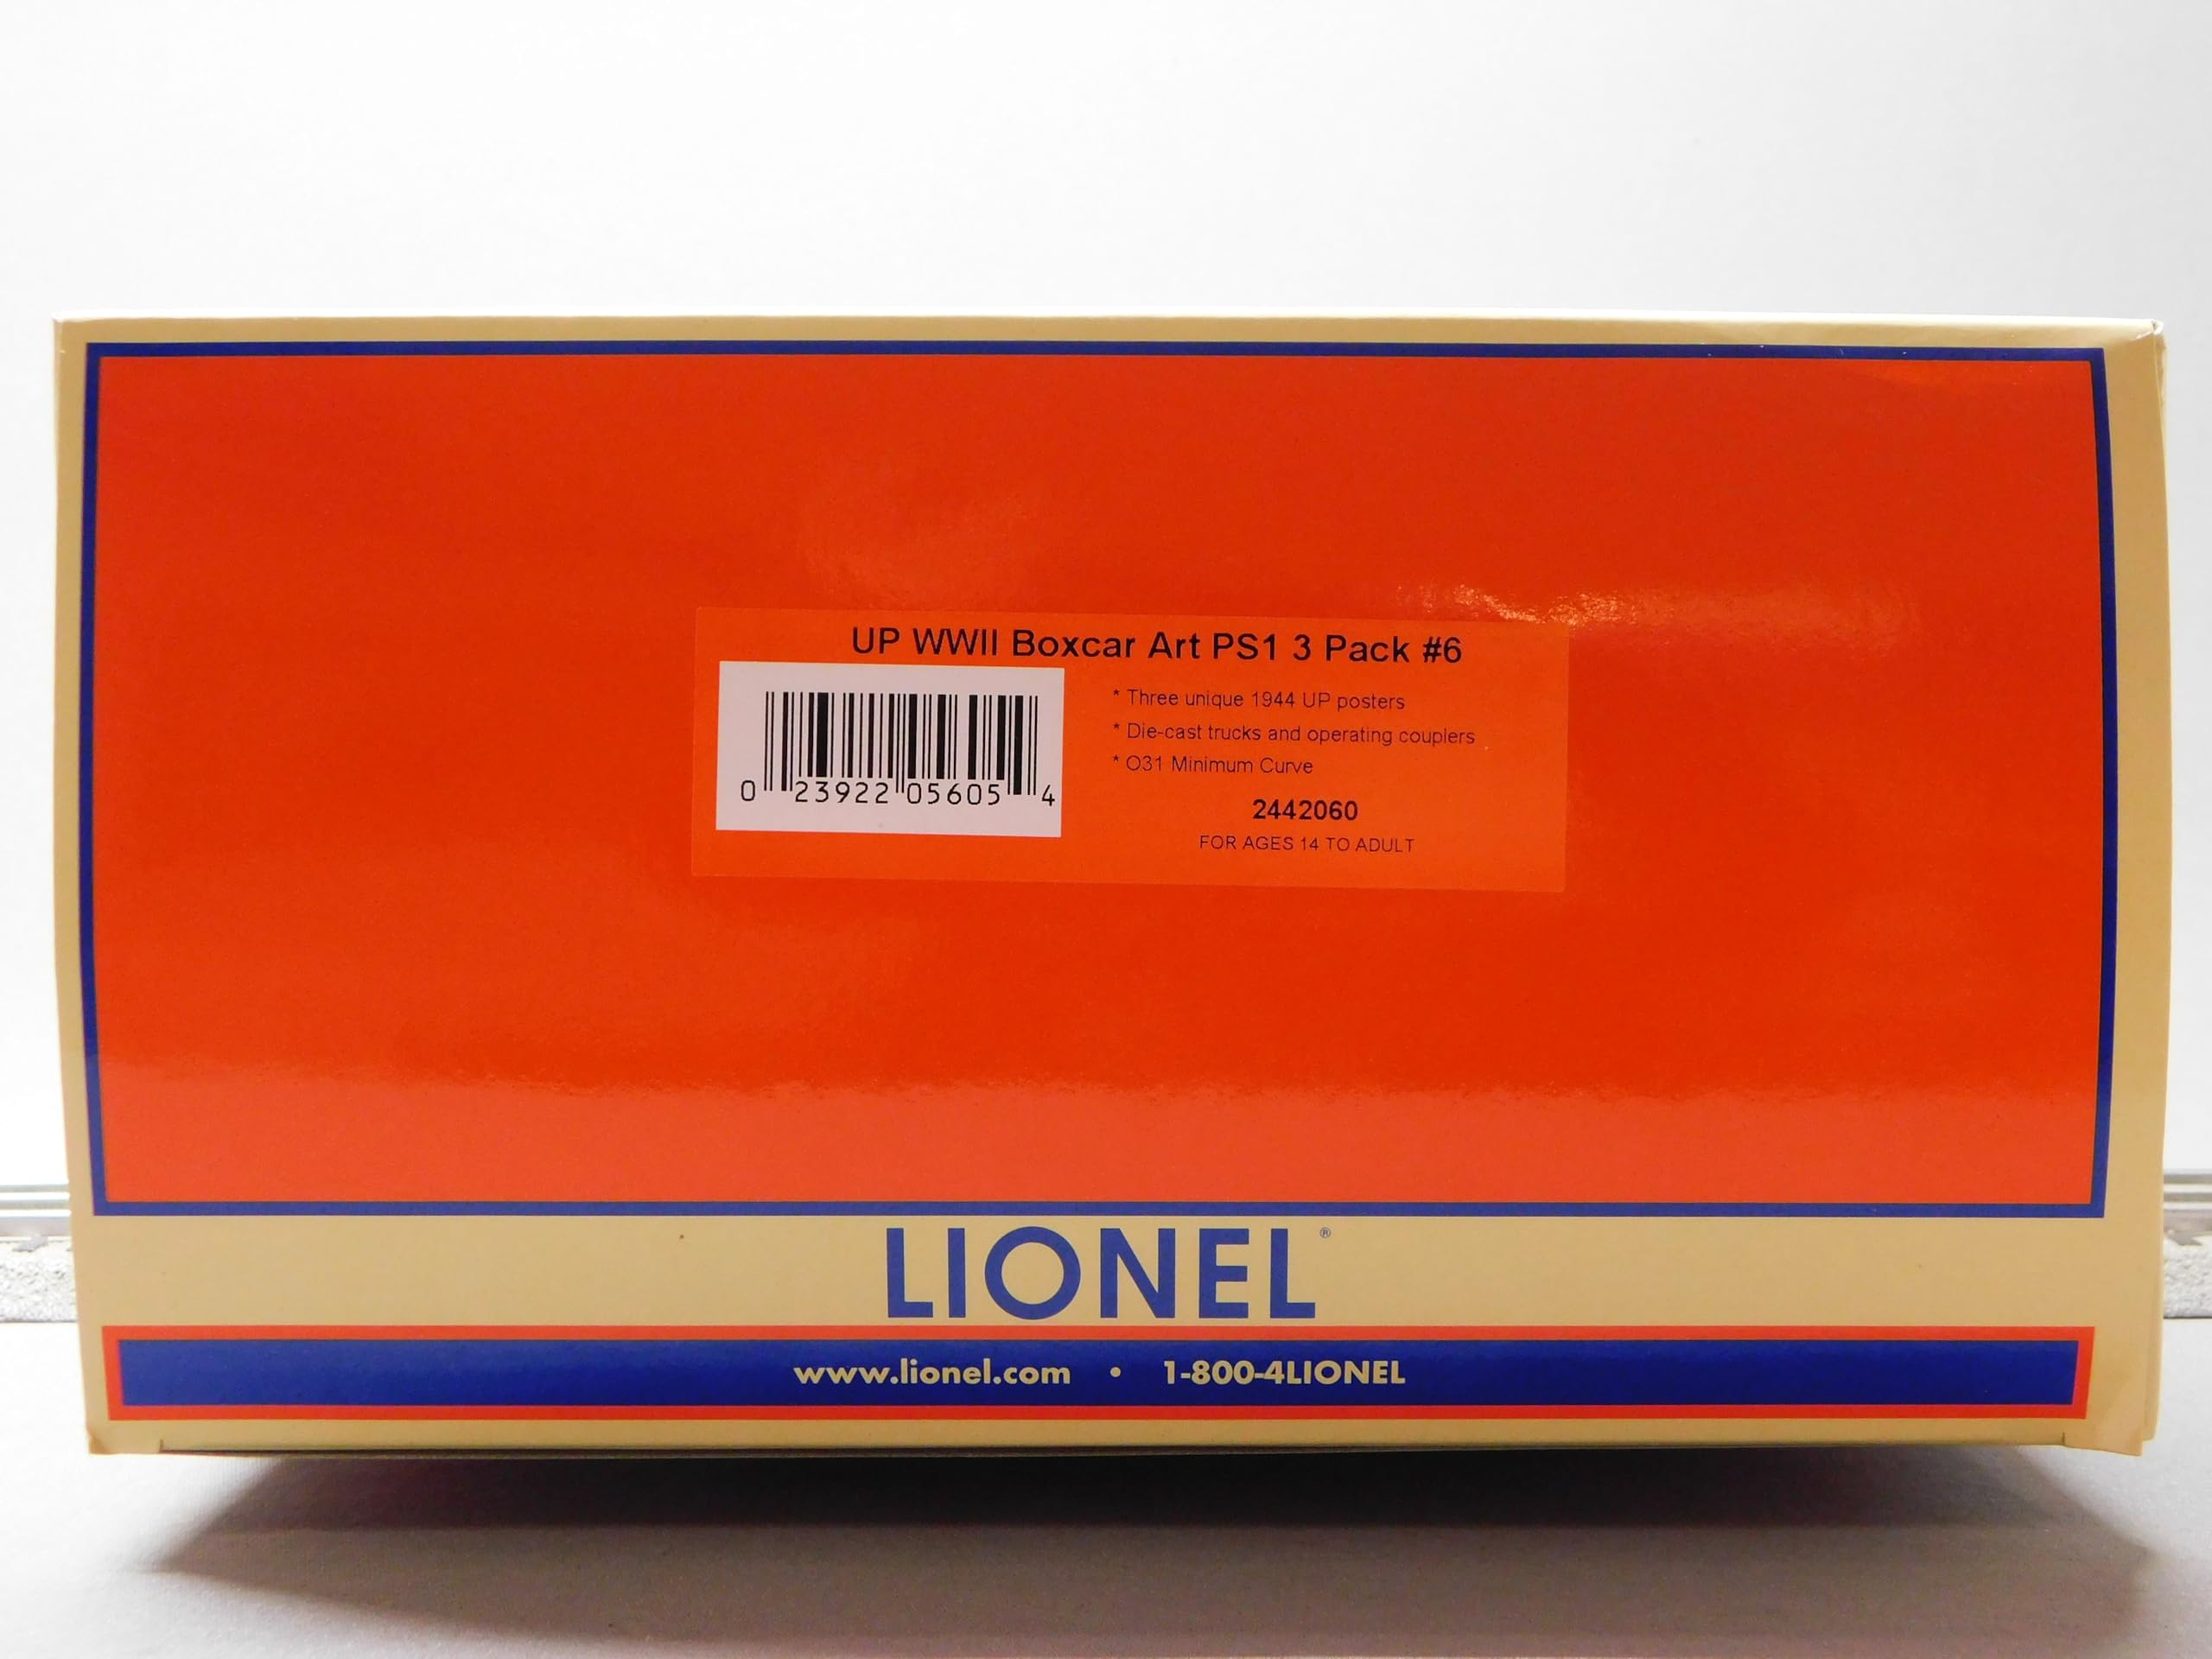 UP WWII Boxcar Art PS1 3 Pack #6
* Three unique 1944 UP posters
* Die-cast trucks and operating couplers
* O31 Minimum Curve
0 23922 05605 4
2442060
FOR AGES 14 TO ADULT
LIONEL®
www.lionel.com • 1-800-4LIONEL